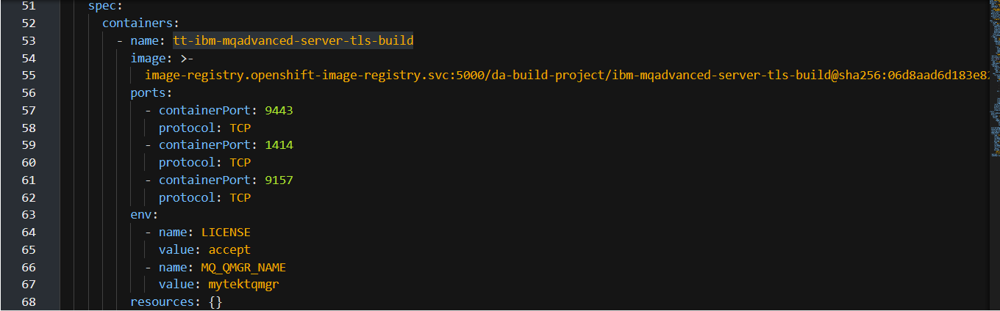 51 spec:
52 containers:
53 - name: tt-ibm-mqadvanced-server-tls-build
54 image: >-
55 image-registry.openshift-image-registry.svc:5000/da-build-project/ibm-mqadvanced-server-tls-build@sha256:06d8aad6d183e82
56 ports:
57 - containerPort: 9443
58 protocol: TCP
59 - containerPort: 1414
60 protocol: TCP
61 - containerPort: 9157
62 protocol: TCP
63 env:
64 - name: LICENSE
65 value: accept
66 - name: MQ_QMGR_NAME
67 value: mytektqmgr
68 resources: {}